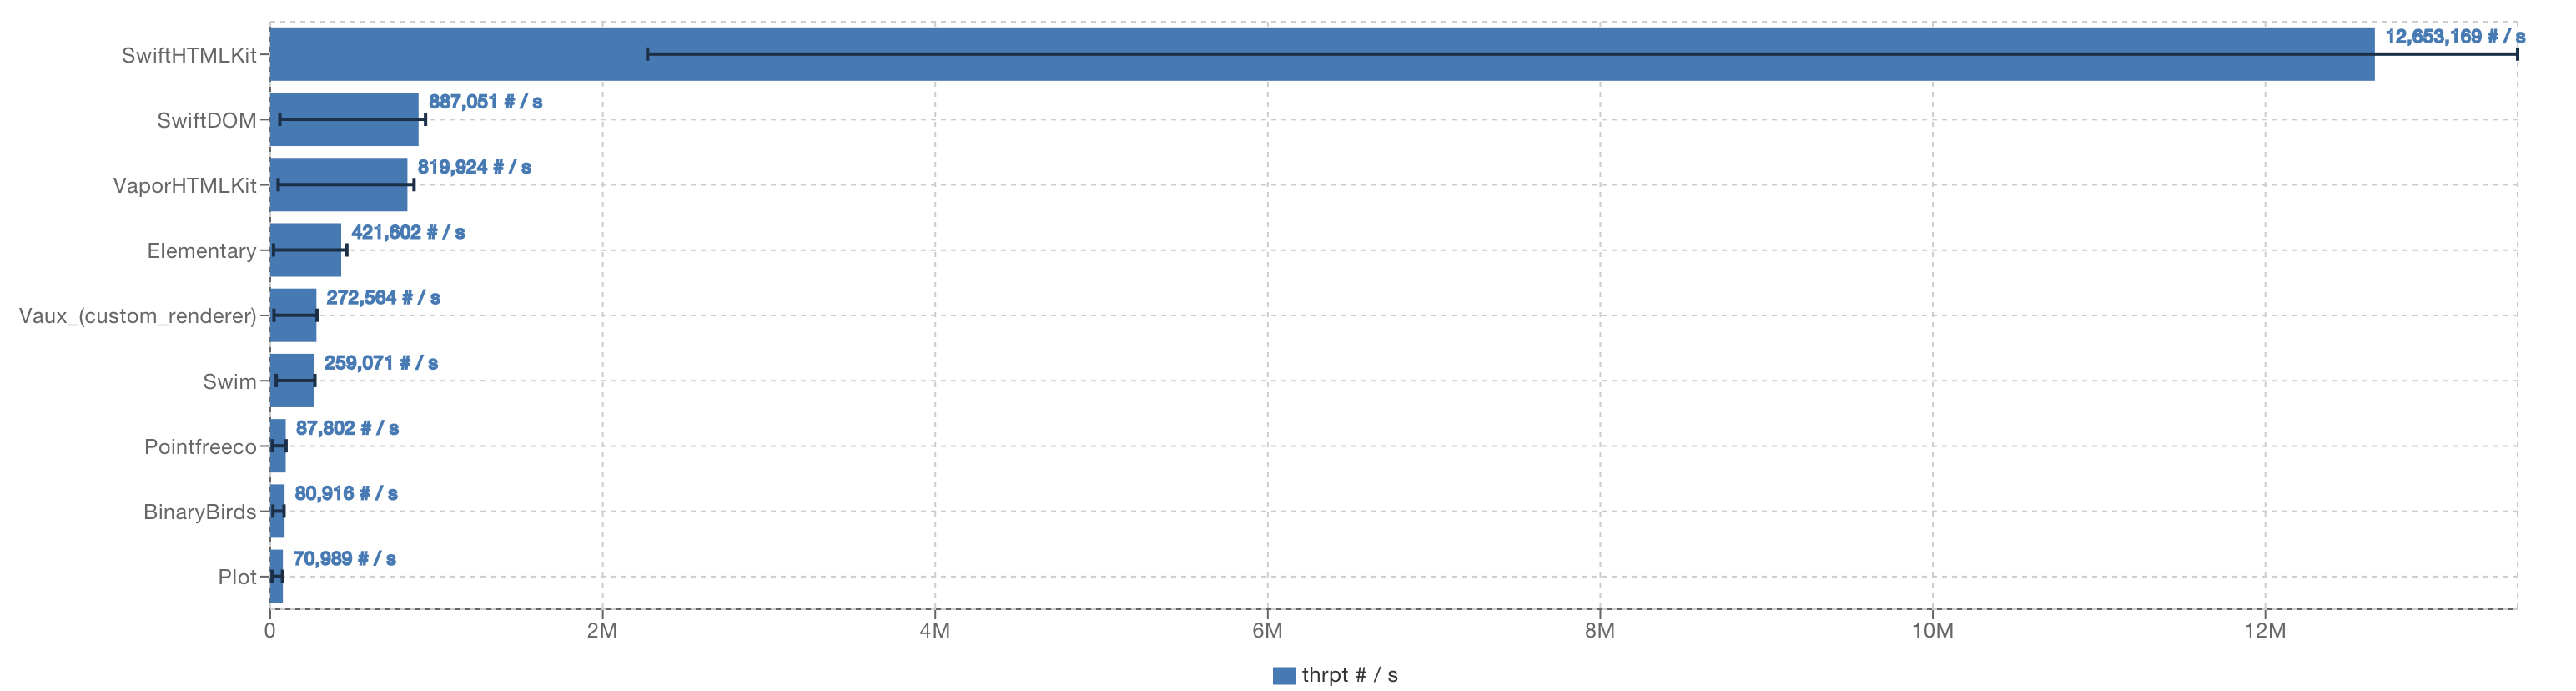 SwiftHTMLKit 12,653,169 # / s
SwiftDOM 887,051 # / s
VaporHTMLKit 819,924 # / s
Elementary 421,602 # / s
Vaux_(custom_renderer) 272,564 # / s
Swim 259,071 # / s
Pointfreeco 87,802 # / s
BinaryBirds 80,916 # / s
Plot 70,989 # / s
0 2M 4M 6M 8M 10M 12M
thrpt # / s